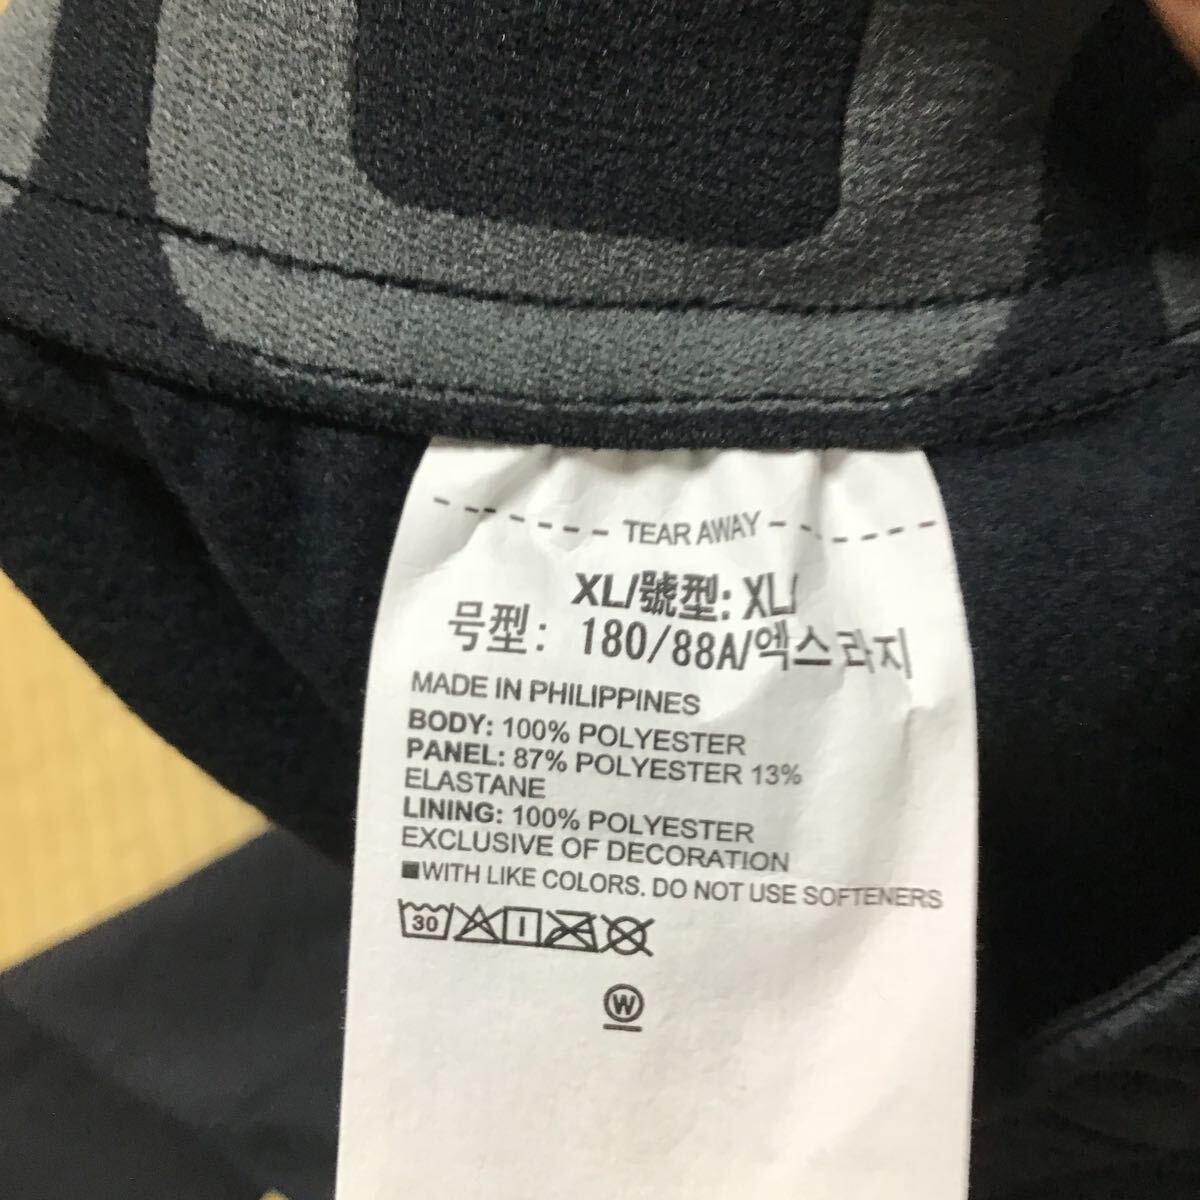 TEAR AWAY
XL/號型: XL/
号型: 180/88A/엑스라지
MADE IN PHILIPPINES
BODY: 100% POLYESTER
PANEL: 87% POLYESTER 13%
ELASTANE
LINING: 100% POLYESTER
EXCLUSIVE OF DECORATION
■WITH LIKE COLORS. DO NOT USE SOFTENERS
30
W